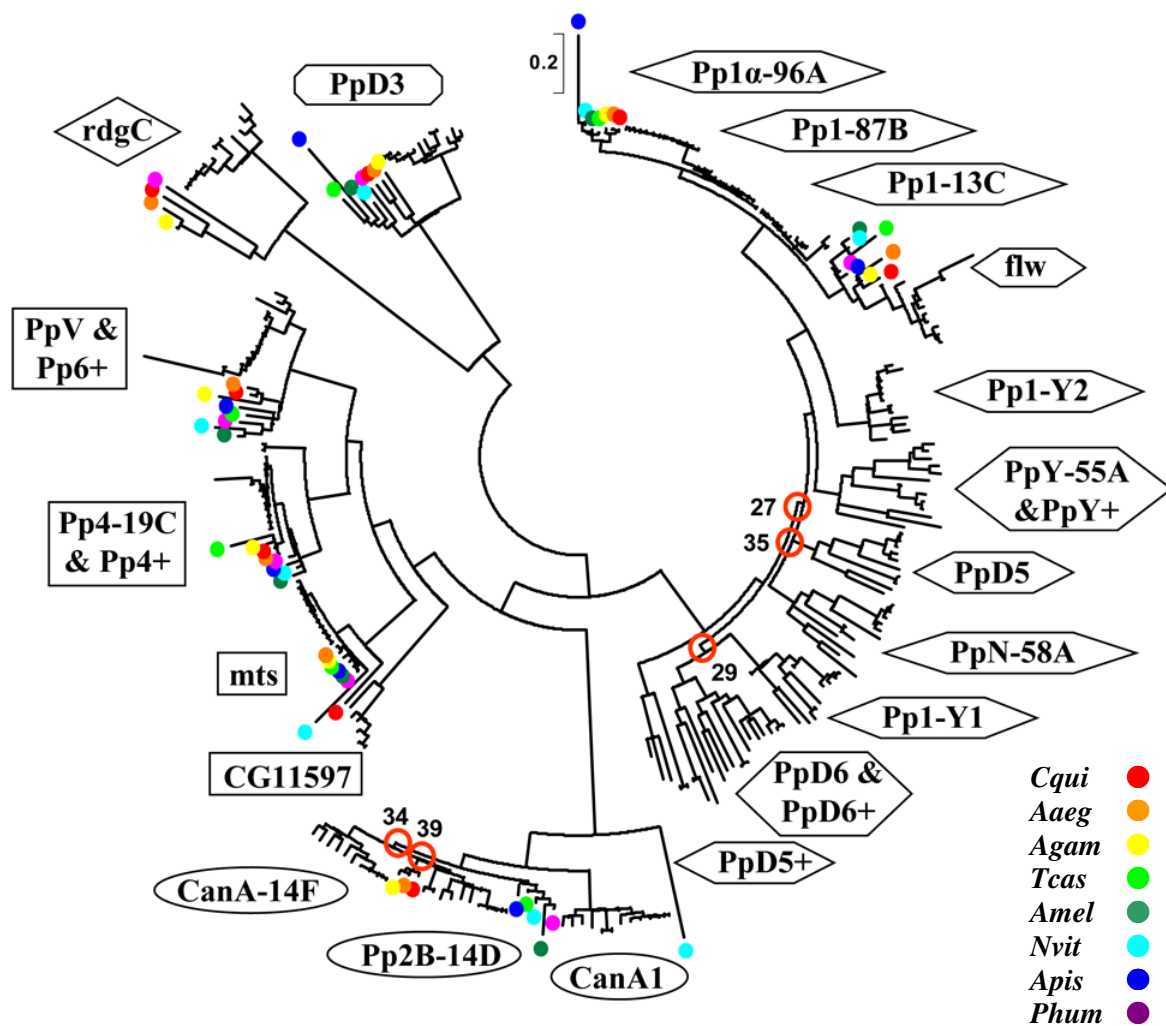 PpD3
0.2
Pp1α-96A
rdgC
Pp1-87B
Pp1-13C
flw
PpV &
Pp6+
Pp1-Y2
PpY-55A
&PpY+
27
35
Pp4-19C
& Pp4+
PpD5
PpN-58A
mts
29
Pp1-Y1
CG11597
PpD6 &
PpD6+
34
39
PpD5+
CanA-14F
Pp2B-14D
CanA1
Cqui
Aaeg
Agam
Tcas
Amel
Nvit
Apis
Phum